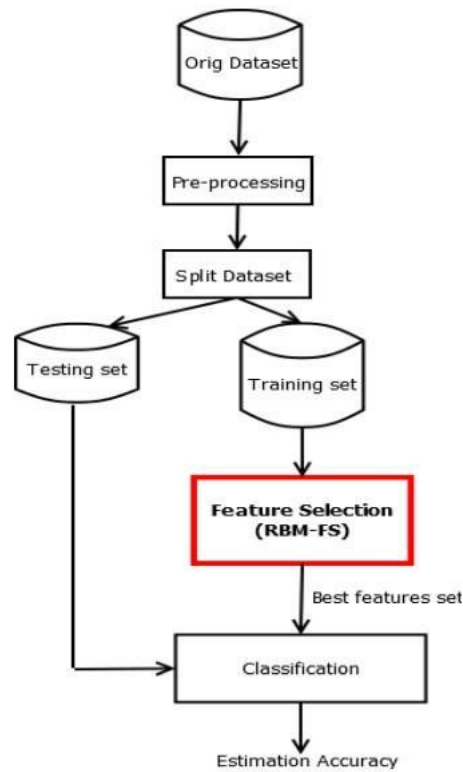 Orig Dataset
Pre-processing
Split Dataset
Testing set
Training set
Feature Selection
(RBM-FS)
Best features set
Classification
Estimation Accuracy